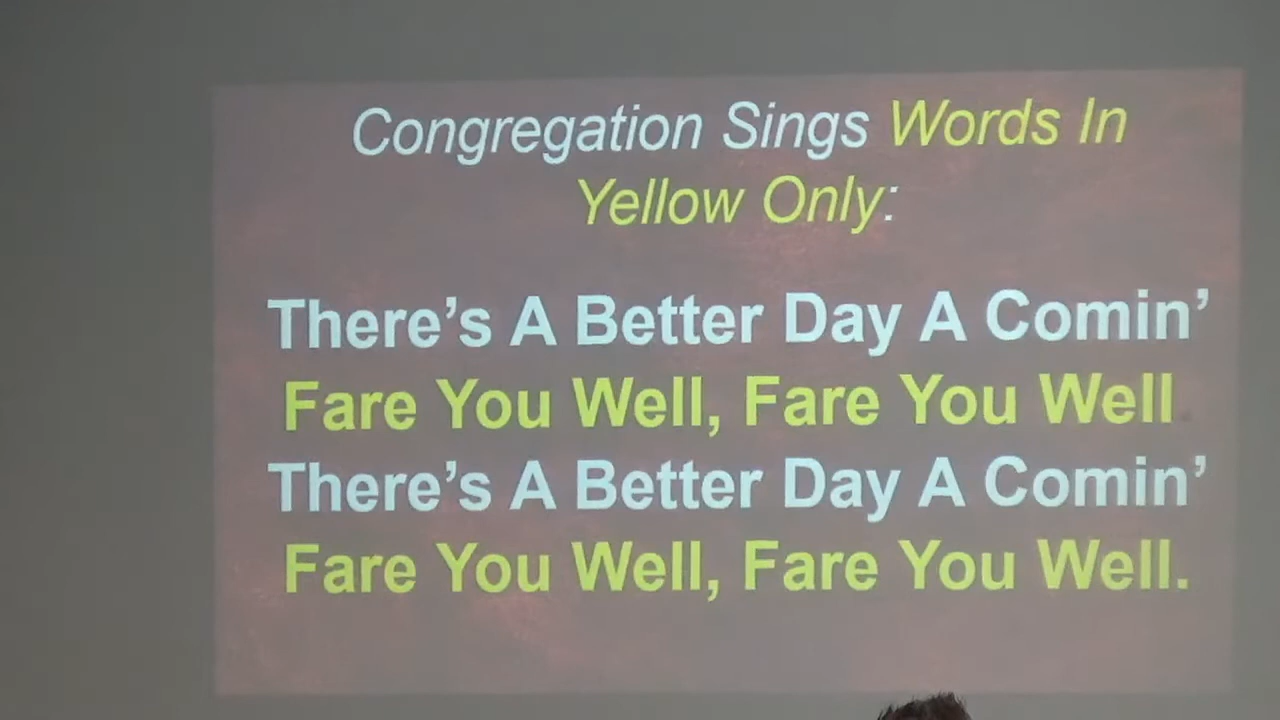 Congregation Sings Words In
Yellow Only:
There’s A Better Day A Comin’
Fare You Well, Fare You Well
There’s A Better Day A Comin’
Fare You Well, Fare You Well.